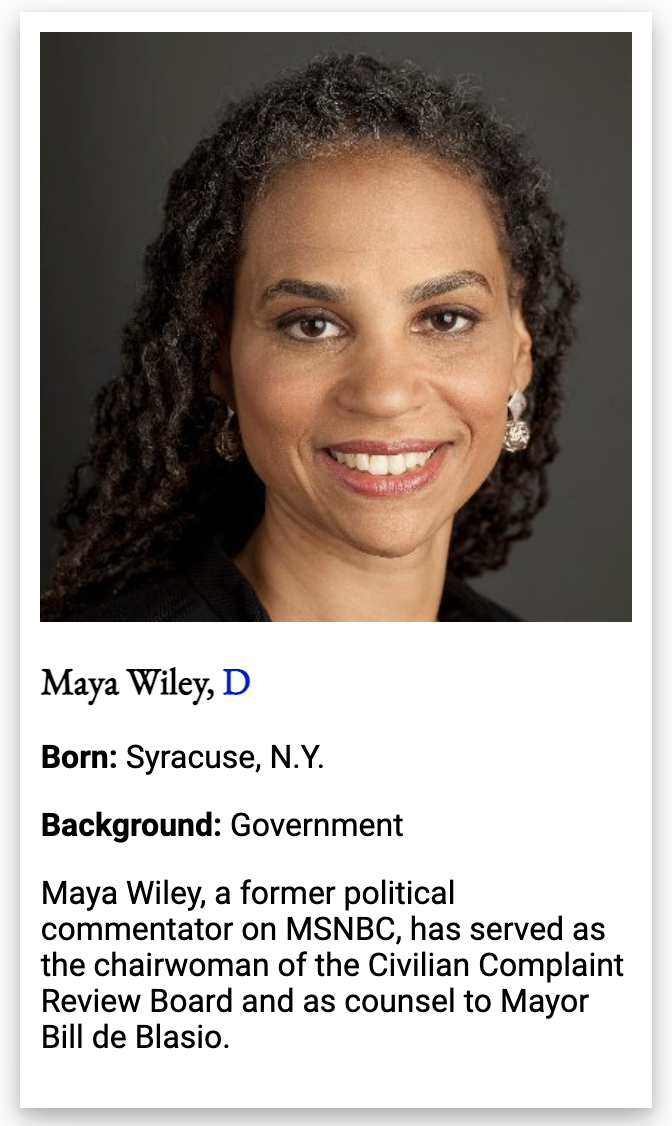 Maya Wiley, D
Born: Syracuse, N.Y.
Background: Government
Maya Wiley, a former political
commentator on MSNBC, has served as
the chairwoman of the Civilian Complaint
Review Board and as counsel to Mayor
Bill de Blasio.